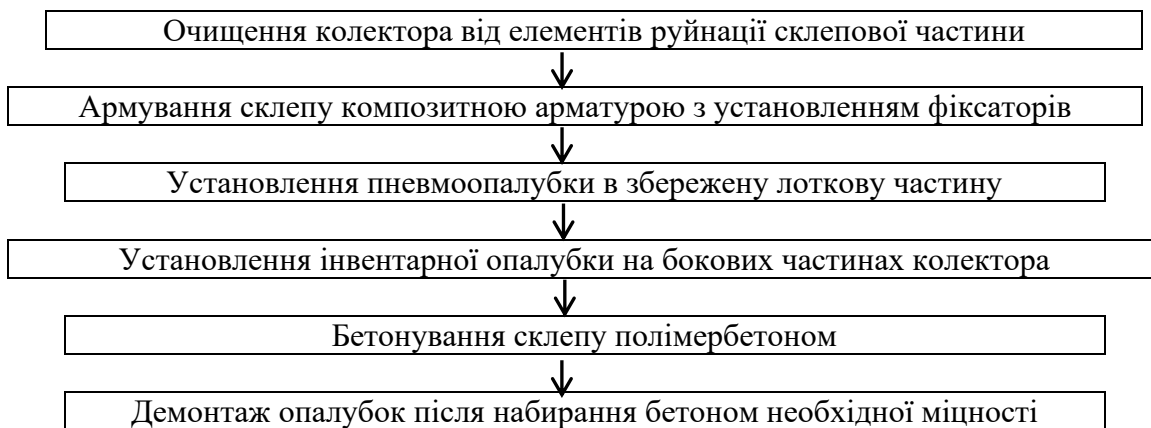 Очищення колектора від елементів руйнації склепової частини
Армування склепу композитною арматурою з установленням фіксаторів
Установлення пневмоопалубки в збережену лоткову частину
Установлення інвентарної опалубки на бокових частинах колектора
Бетонування склепу полімербетоном
Демонтаж опалубок після набирання бетоном необхідної міцності